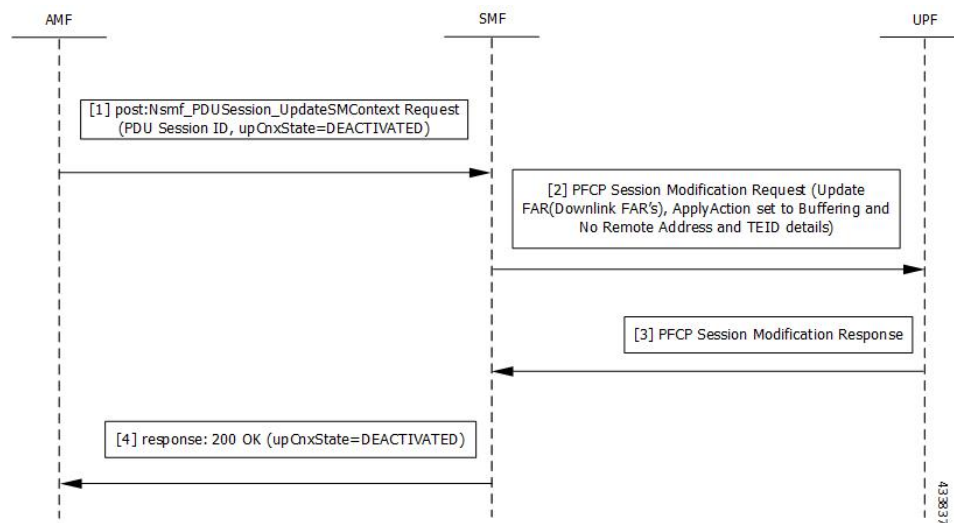 AMF
SMF
UPF
[1] post:Nsmf_PDUSession_UpdateSMContext Request
(PDU Session ID, upCnxState=DEACTIVATED)
[2] PFCP Session Modification Request (Update
FAR(Downlink FAR's), ApplyAction set to Buffering and
No Remote Address and TEID details)
[3] PFCP Session Modification Response
[4] response: 200 OK (upCnxState=DEACTIVATED)
433837